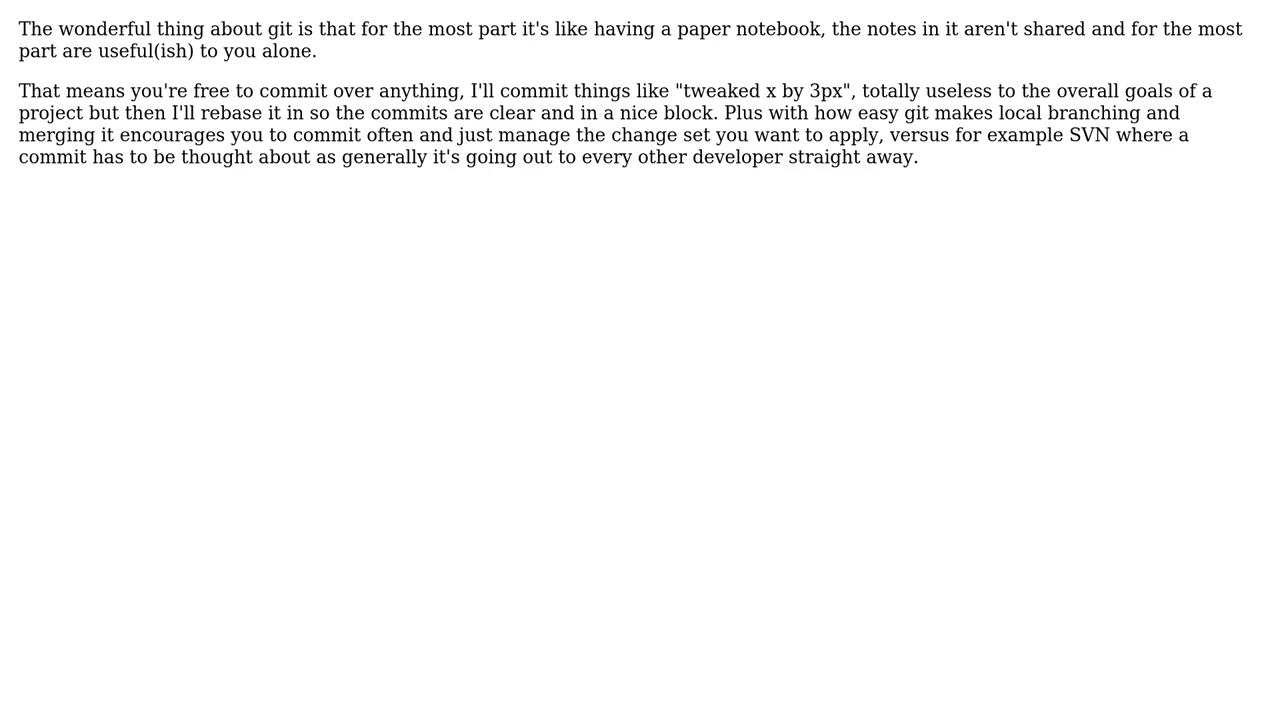 The wonderful thing about git is that for the most part it's like having a paper notebook, the notes in it aren't shared and for the most
part are useful(ish) to you alone.
That means you're free to commit over anything, I'll commit things like "tweaked x by 3px", totally useless to the overall goals of a
project but then I'll rebase it in so the commits are clear and in a nice block. Plus with how easy git makes local branching and
merging it encourages you to commit often and just manage the change set you want to apply, versus for example SVN where a
commit has to be thought about as generally it's going out to every other developer straight away.